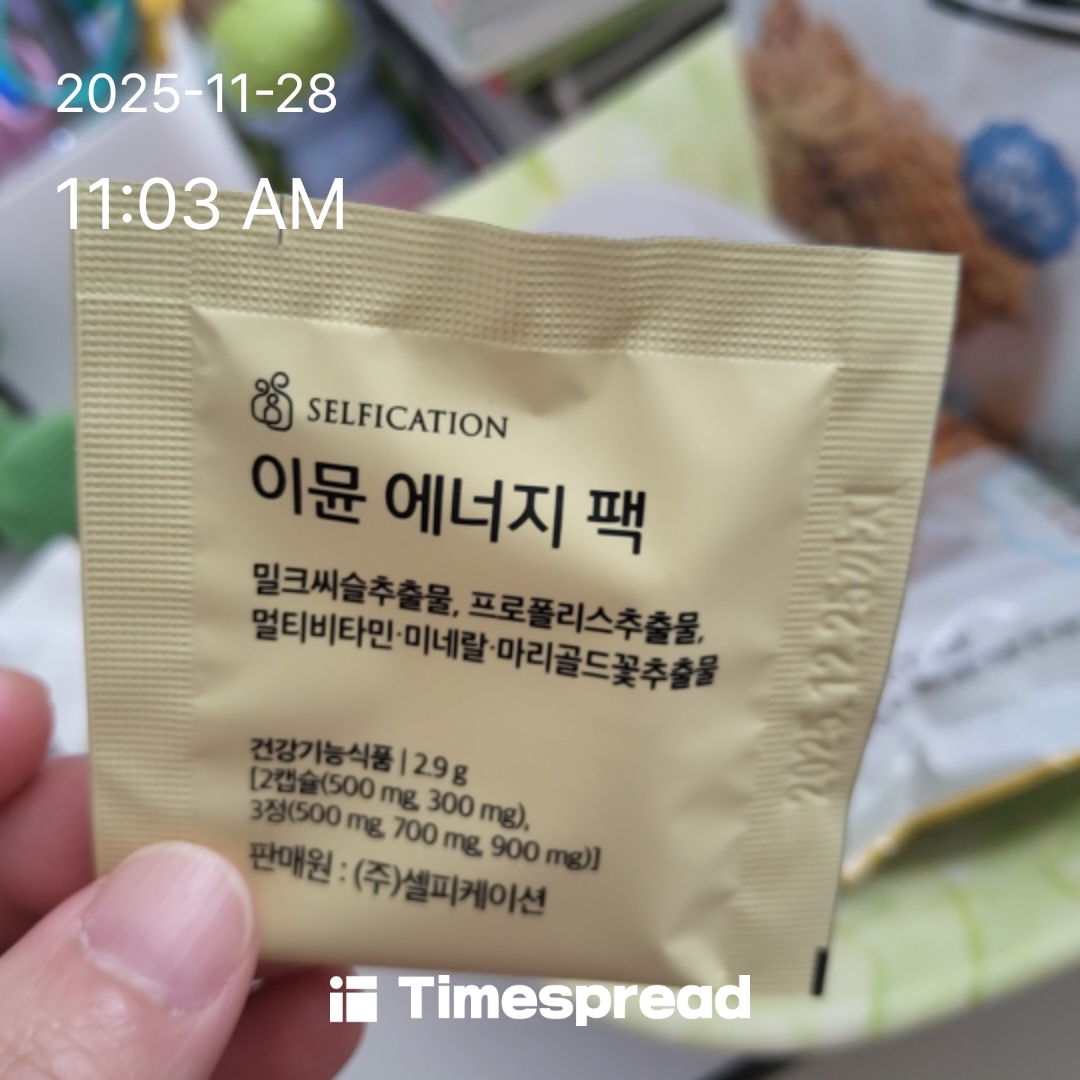 2025-11-28
11:03 AM
SELFICATION
이뮨 에너지 팩
밀크씨슬추출물, 프로폴리스추출물,
멀티비타민·미네랄·마리골드꽃추출물
건강기능식품 | 2.9 g
[2캡슐(500 mg, 300 mg),
3정(500 mg, 700 mg, 900 mg)]
판매원 : (주)셀피케이션
까지
Timespread